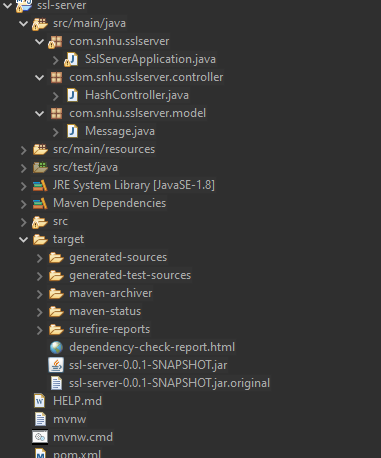 ssl-server
src/main/java
com.snhu.sslserver
SslServerApplication.java
com.snhu.sslserver.controller
HashController.java
com.snhu.sslserver.model
Message.java
src/main/resources
src/test/java
JRE System Library [JavaSE-1.8]
Maven Dependencies
src
target
generated-sources
generated-test-sources
maven-archiver
maven-status
surefire-reports
dependency-check-report.html
ssl-server-0.0.1-SNAPSHOT.jar
ssl-server-0.0.1-SNAPSHOT.jar.original
HELP.md
mvnw
mvnw.cmd
pom.xml